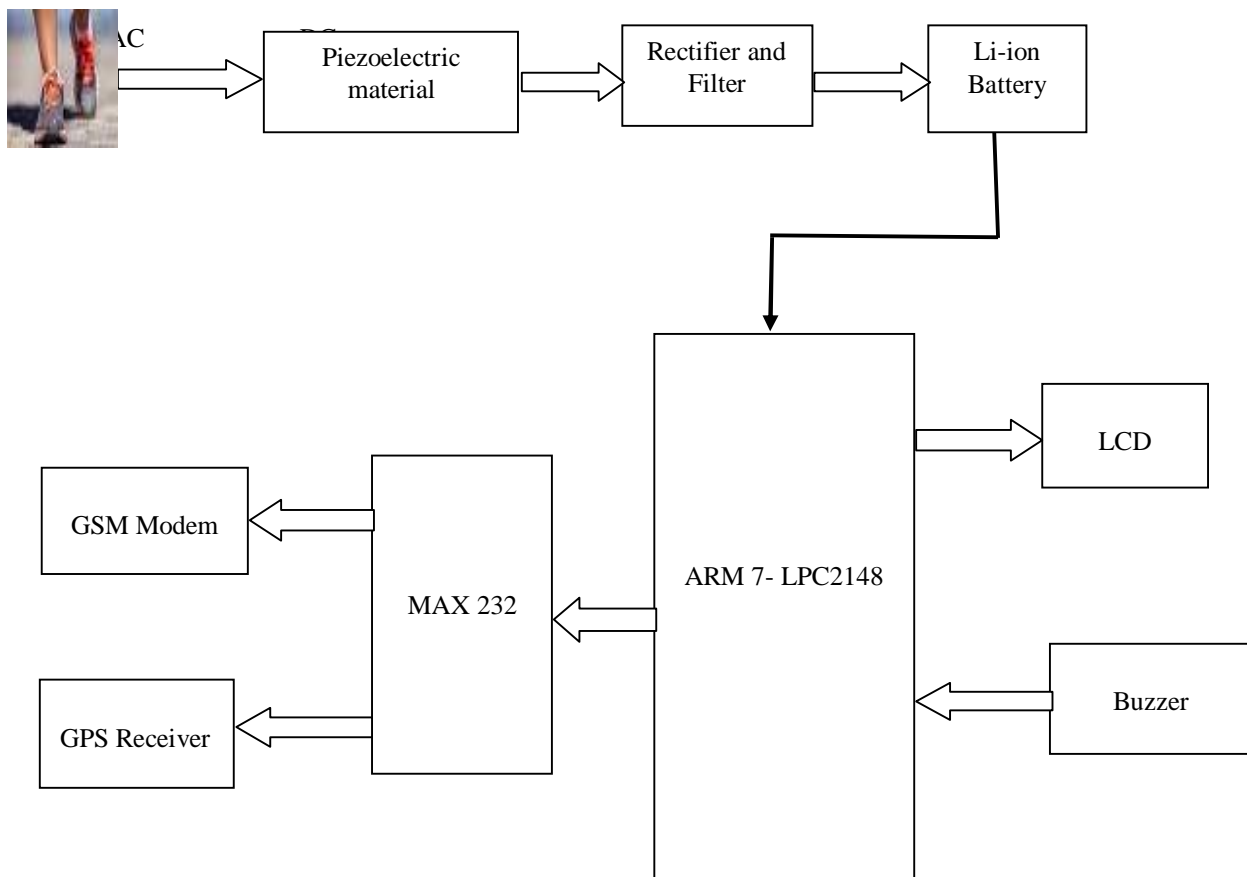 AC
Piezoelectric
material
Rectifier and
Filter
Li-ion
Battery
LCD
GSM Modem
ARM 7- LPC2148
MAX 232
Buzzer
GPS Receiver